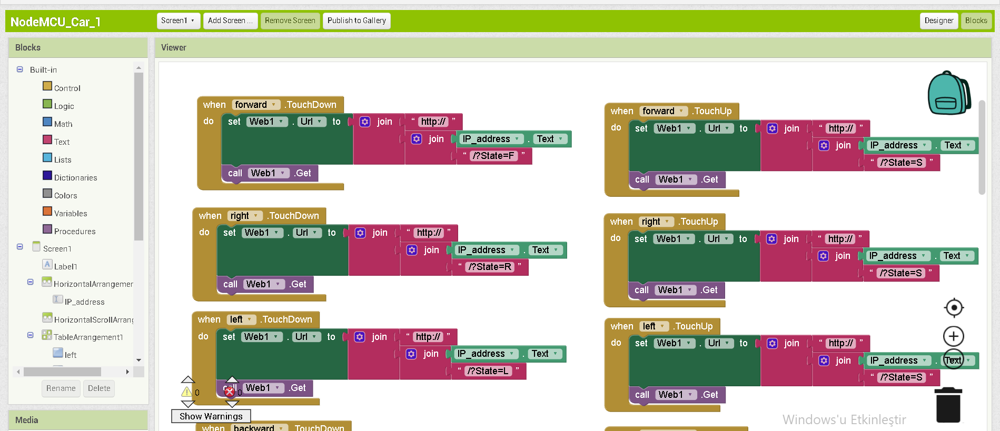 NodeMCU_Car_1
Screen1
Add Screen ...
Remove Screen
Publish to Gallery
Designer
Blocks
Blocks
Built-in
Control
Logic
Math
Text
Lists
Dictionaries
Colors
Variables
Procedures
Screen1
Label1
HorizontalArrangemer
IP_address
HorizontalScrollArrang
TableArrangement1
left
Rename
Delete
Media
Viewer
when forward .TouchDown
do set Web1 . Url to join “ http:// ”
join IP_address . Text
“ /?State=F ”
call Web1 .Get
when forward .TouchUp
do set Web1 . Url to join “ http:// ”
join IP_address . Text
“ /?State=S ”
call Web1 .Get
when right .TouchDown
do set Web1 . Url to join “ http:// ”
join IP_address . Text
“ /?State=R ”
call Web1 .Get
when right .TouchUp
do set Web1 . Url to join “ http:// ”
join IP_address . Text
“ /?State=S ”
call Web1 .Get
when left .TouchDown
do set Web1 . Url to join “ http:// ”
join IP_address . Text
“ /?State=L ”
call Web1 .Get
when left .TouchUp
do set Web1 . Url to join “ http:// ”
join IP_address . Text
“ /?State=S ”
call Web1 .Get
0
0
Show Warnings
when backward .TouchDown
Windows'u Etkinleştir